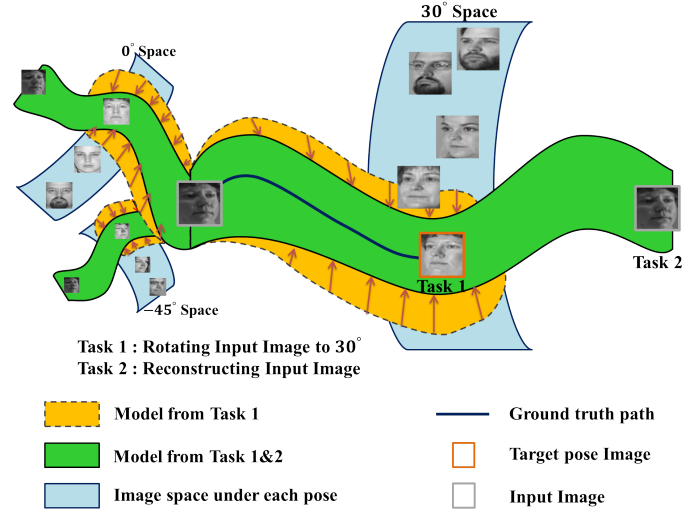 30° Space
0° Space
Task 1
Task 2
−45° Space
Task 1 : Rotating Input Image to 30°
Task 2 : Reconstructing Input Image
Model from Task 1
Ground truth path
Model from Task 1&2
Target pose Image
Image space under each pose
Input Image